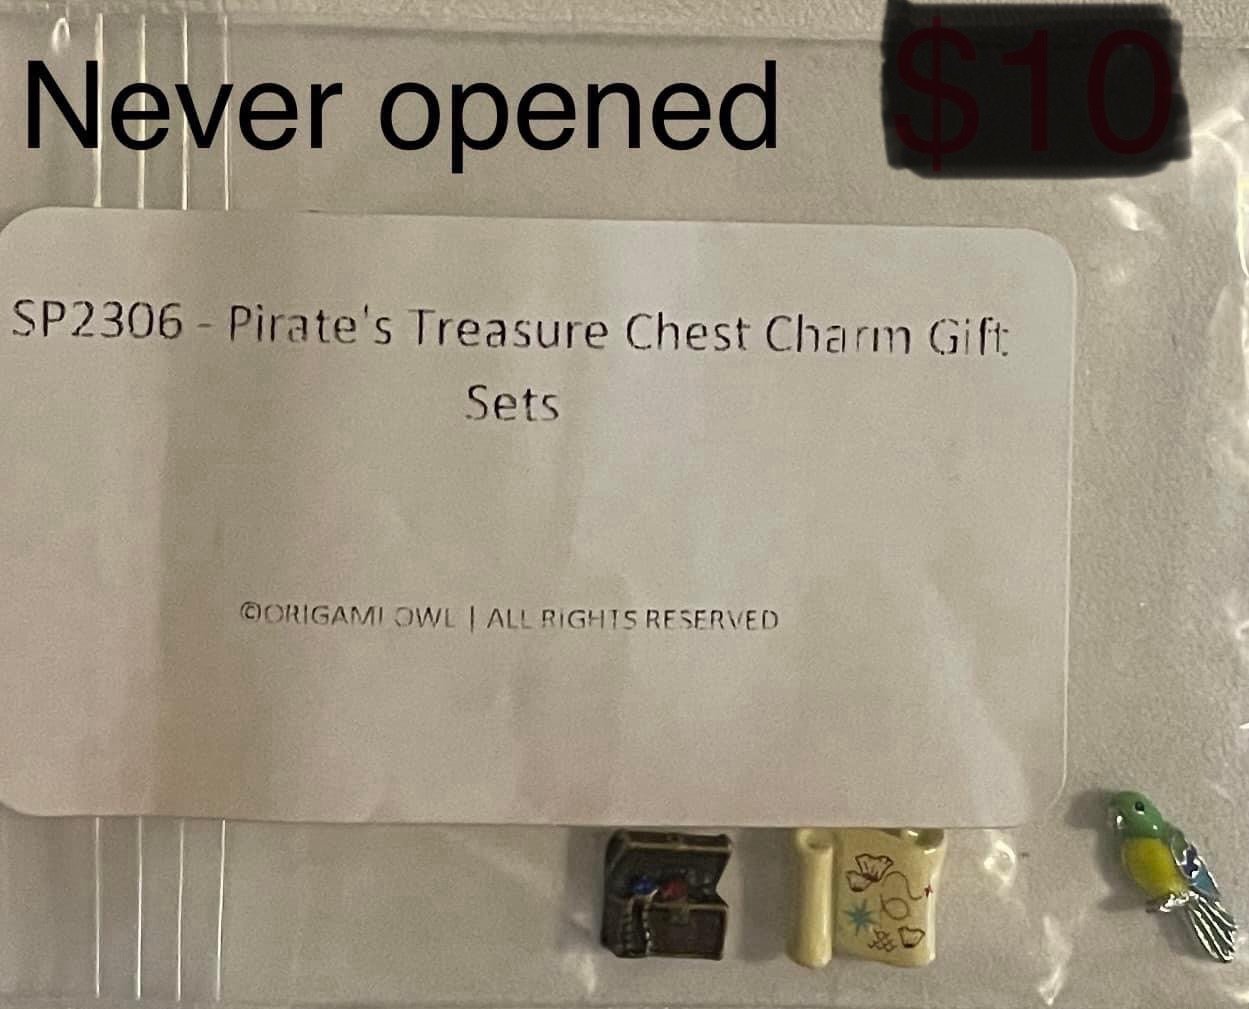 Never opened $10
SP2306 - Pirate's Treasure Chest Charm Gift
Sets
©ORIGAMI OWL | ALL RIGHTS RESERVED